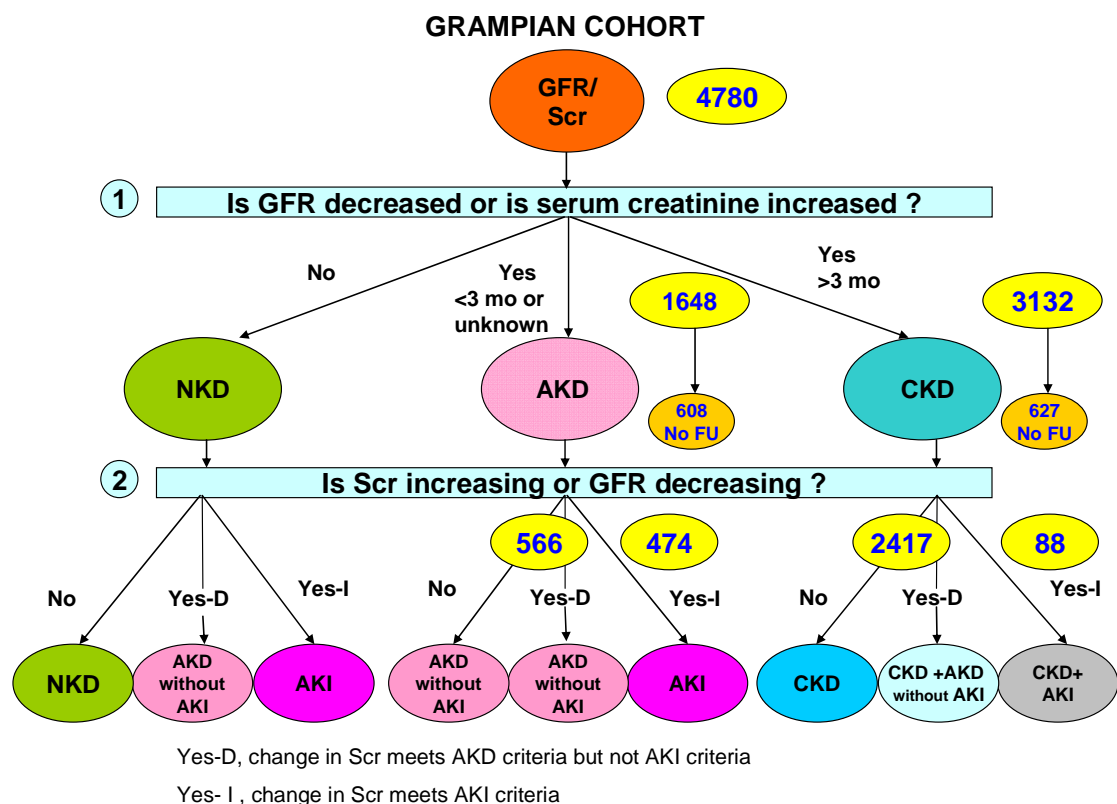 GRAMPIAN COHORT
GFR/
Scr
4780
1
Is GFR decreased or is serum creatinine increased ?
No
Yes
<3 mo or
unknown
1648
Yes
>3 mo
3132
NKD
AKD
608
No FU
CKD
627
No FU
2
Is Scr increasing or GFR decreasing ?
566
474
2417
88
No
Yes-D
Yes-I
No
Yes-D
Yes-I
No
Yes-D
Yes-I
NKD
AKD
without
AKI
AKI
AKD
without
AKI
AKD
without
AKI
AKI
CKD
CKD +AKD
without AKI
CKD+
AKI
Yes-D, change in Scr meets AKD criteria but not AKI criteria
Yes- I , change in Scr meets AKI criteria